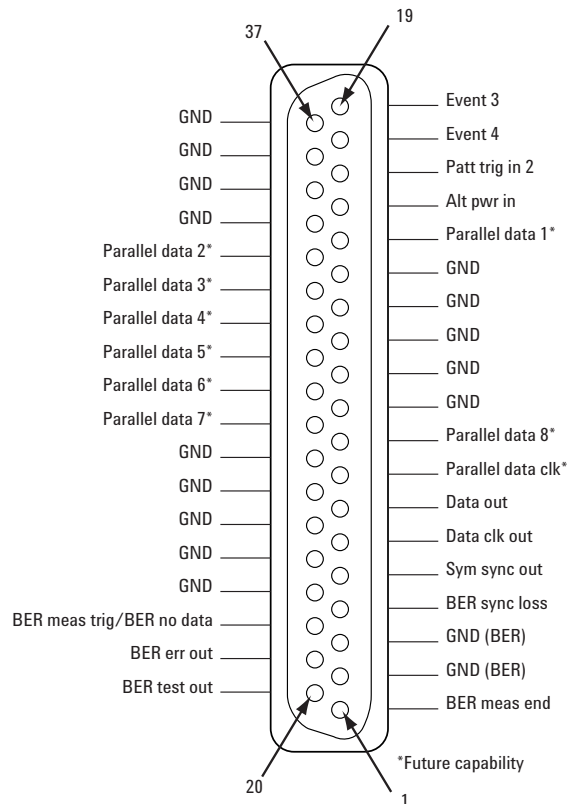 37
19
GND
GND
GND
GND
Parallel data 2*
Parallel data 3*
Parallel data 4*
Parallel data 5*
Parallel data 6*
Parallel data 7*
GND
GND
GND
GND
GND
BER meas trig/BER no data
BER err out
BER test out
Event 3
Event 4
Patt trig in 2
Alt pwr in
Parallel data 1*
GND
GND
GND
GND
GND
Parallel data 8*
Parallel data clk*
Data out
Data clk out
Sym sync out
BER sync loss
GND (BER)
GND (BER)
BER meas end
*Future capability
20
1